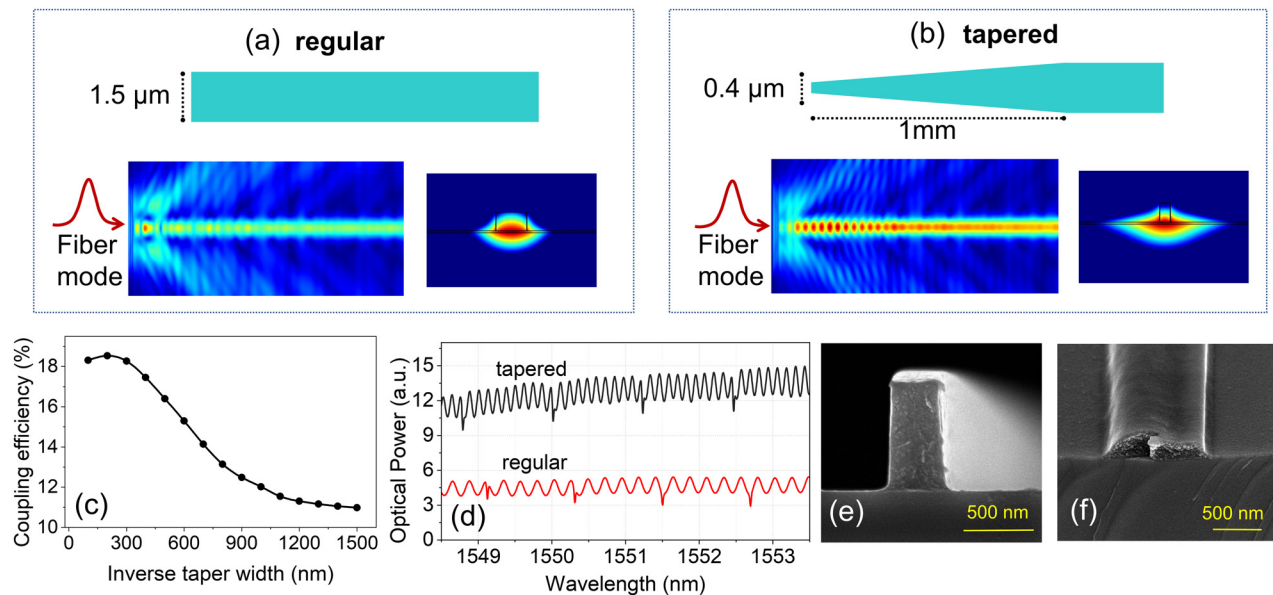 (a) regular
1.5 μm
Fiber
mode
(b) tapered
0.4 μm
1mm
Fiber
mode
Coupling efficiency (%)
18
16
14
12
10
0 300 600 900 1200 1500
Inverse taper width (nm)
(c)
Optical Power (a.u.)
15
12
9
6
3
0
tapered
regular
(d)
1549 1550 1551 1552 1553
Wavelength (nm)
(e)
500 nm
(f)
500 nm